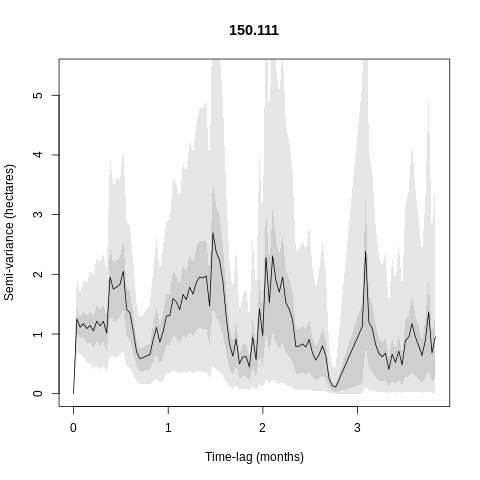 150.111
Semi-variance (hectares)
5
4
3
2
1
0
0 1 2 3
Time-lag (months)